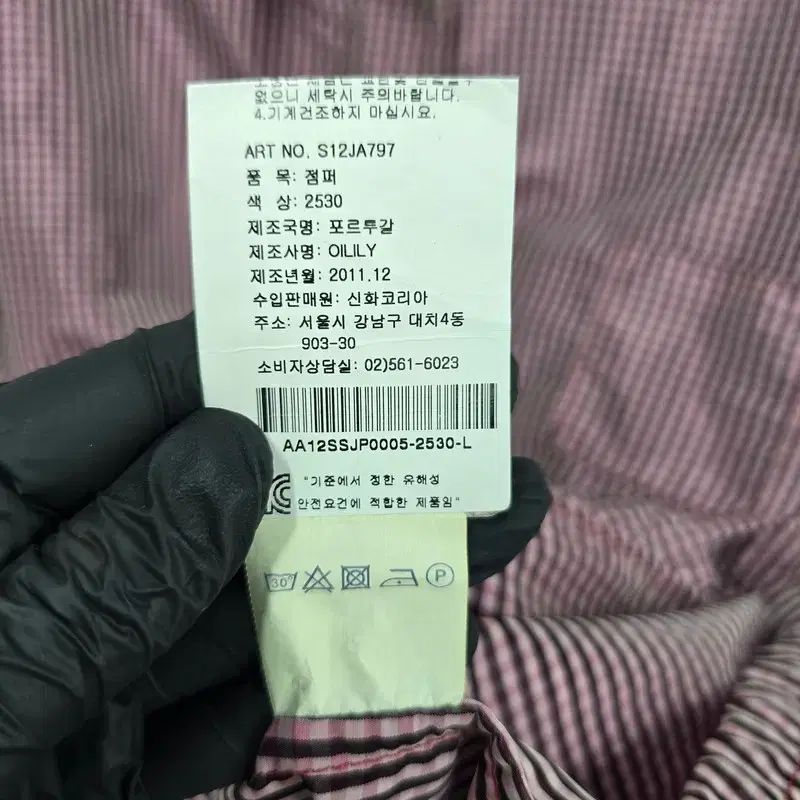 없으니 세탁시 주의바랍니다.
4.기계건조하지 마십시요.
ART NO. S12JA797
품 목: 점퍼
색 상: 2530
제조국명: 포르투갈
제조사명: OILILY
제조년월: 2011.12
수입판매원: 신화코리아
주소: 서울시 강남구 대치4동
903-30
소비자상담실: 02)561-6023
AA12SSJP0005-2530-L
"기준에서 정한 유해성
안전요건에 적합한 제품임"
30°
P